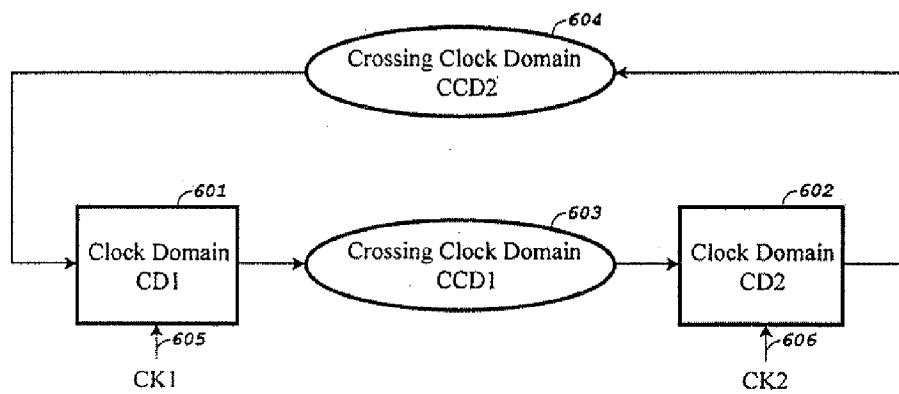 604
Crossing Clock Domain
CCD2
601
Clock Domain
CD1
603
Crossing Clock Domain
CCD1
602
Clock Domain
CD2
605
CK1
606
CK2